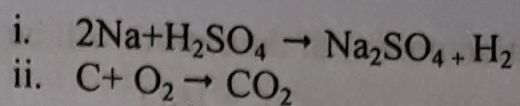 i. 2Na+H₂SO₄ → Na₂SO₄ + H₂
ii. C+ O₂ → CO₂